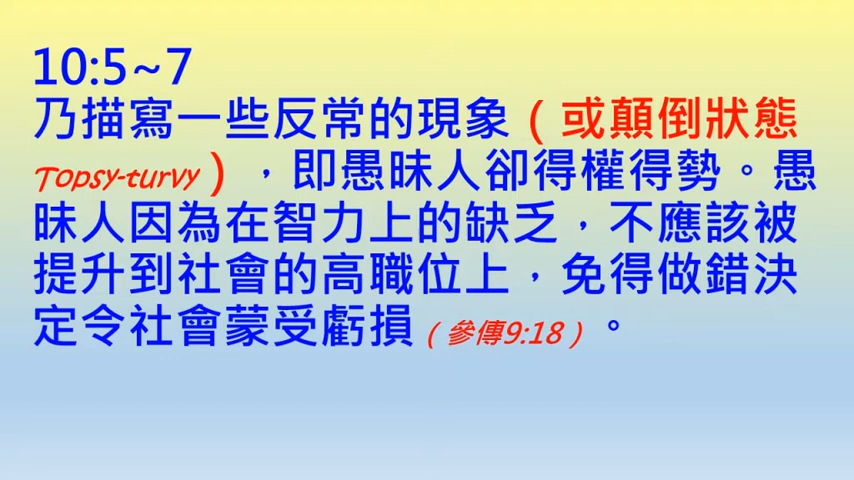 10:5~7
乃描寫一些反常的現象（或顛倒狀態
Topsy-turvy），即愚昧人卻得權得勢。愚
昧人因為在智力上的缺乏，不應該被
提升到社會的高職位上，免得做錯決
定令社會蒙受虧損（參傳9:18）。